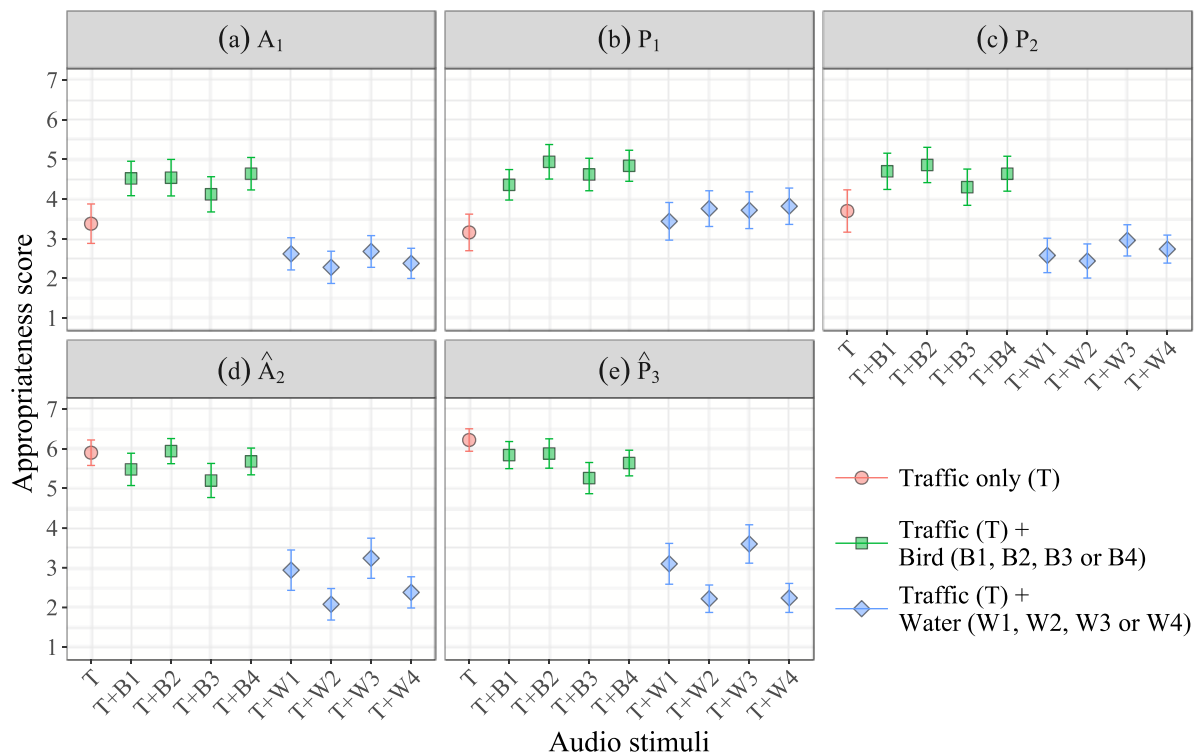 (a) A₁
(b) P₁
(c) P₂
7
6
5
4
3
2
1
T
T+B1
T+B2
T+B3
T+B4
T+W1
T+W2
T+W3
T+W4
Appropriateness score
(d) Â₂
(e) P̂₃
7
6
5
4
3
2
1
T
T+B1
T+B2
T+B3
T+B4
T+W1
T+W2
T+W3
T+W4
T
T+B1
T+B2
T+B3
T+B4
T+W1
T+W2
T+W3
T+W4
Audio stimuli
Traffic only (T)
Traffic (T) +
Bird (B1, B2, B3 or B4)
Traffic (T) +
Water (W1, W2, W3 or W4)